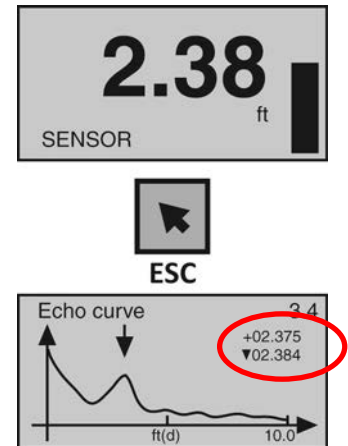 2.38
ft
SENSOR
ESC
Echo curve 3.4
+02.375
▼02.384
ft(d) 10.0